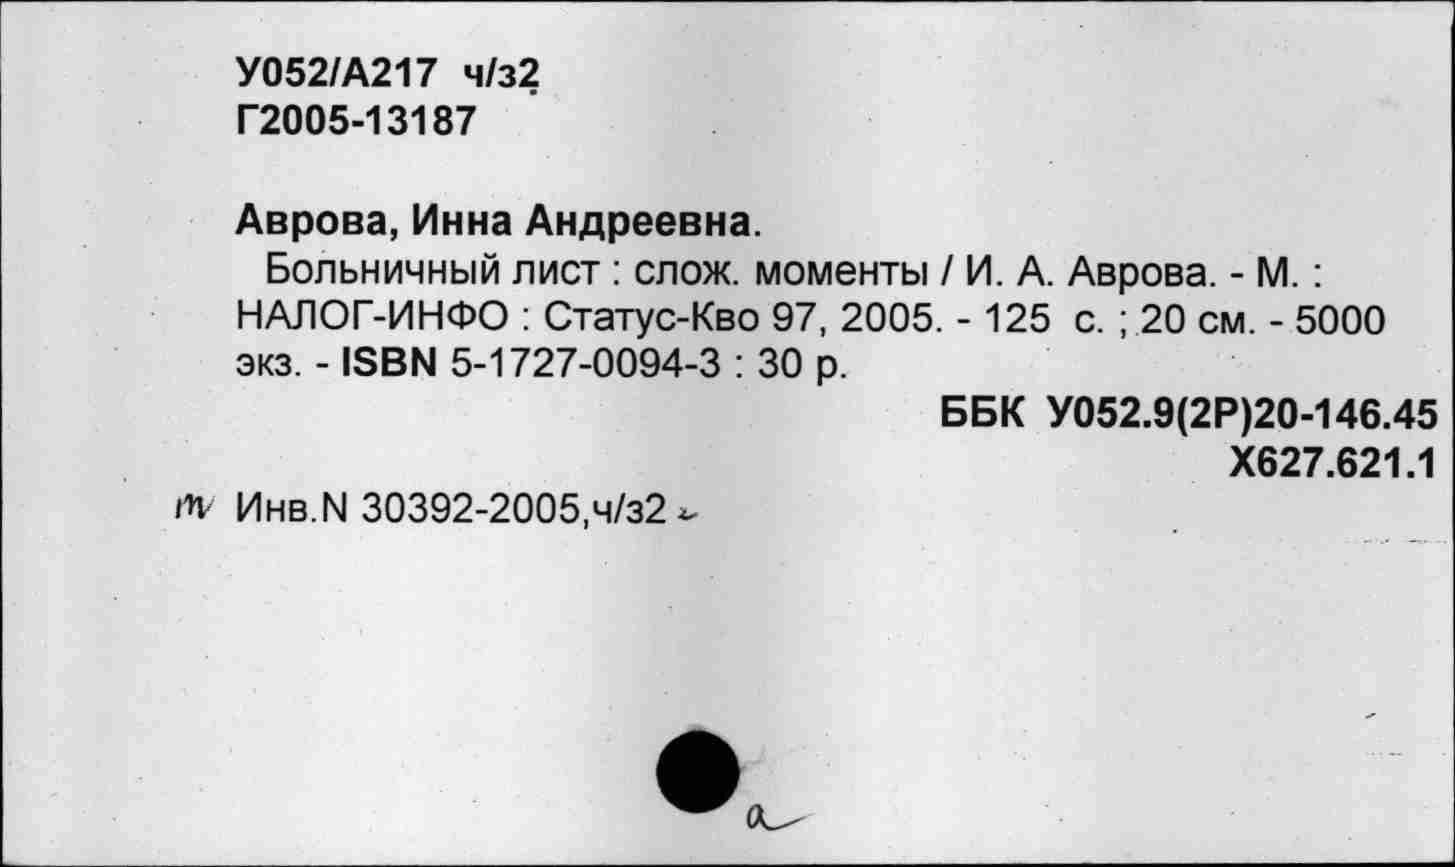 У052/А217 ч/з2
Г2005-13187
Аврова, Инна Андреевна.
Больничный лист : слож. моменты / И. А. Аврова. - М. :
НАЛОГ-ИНФО : Статус-Кво 97, 2005. - 125 с. ; 20 см. - 5000
экз. - ISBN 5-1727-0094-3 : 30 р.
ББК У052.9(2Р)20-146.45
Х627.621.1
Инв.N 30392-2005,ч/з2
а